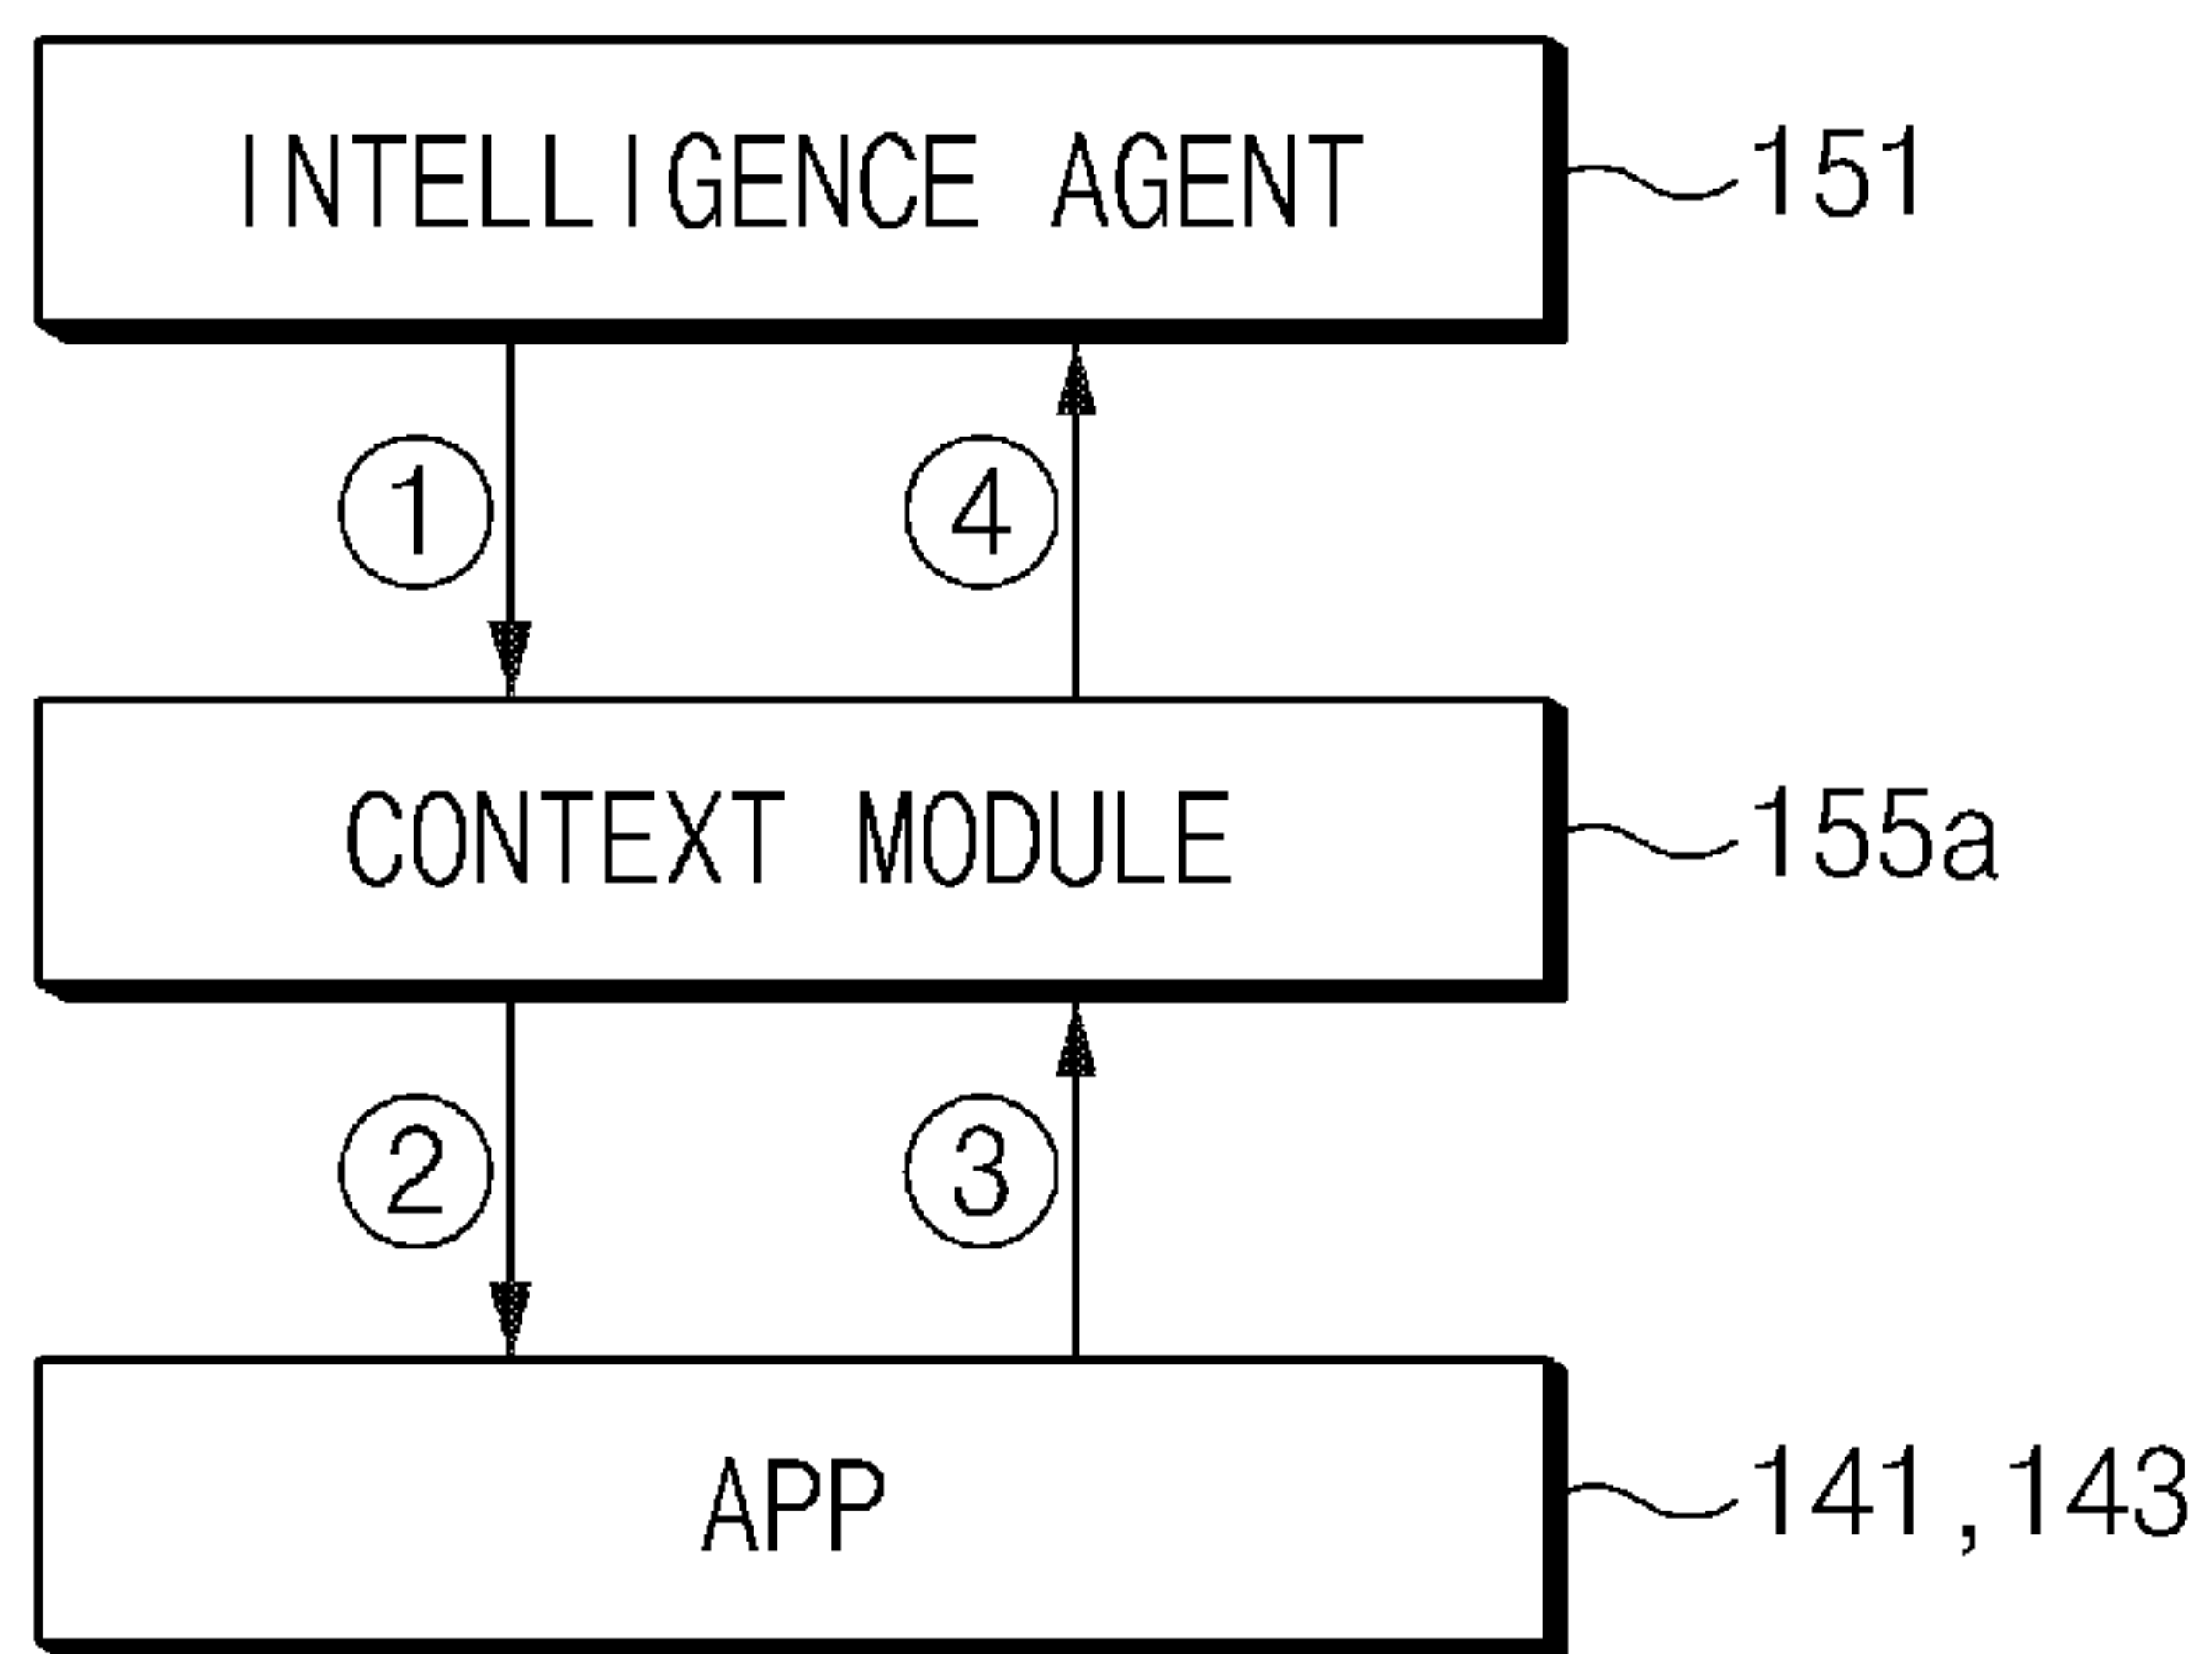 INTELLIGENCE AGENT 151
1 4
CONTEXT MODULE 155a
2 3
APP 141,143